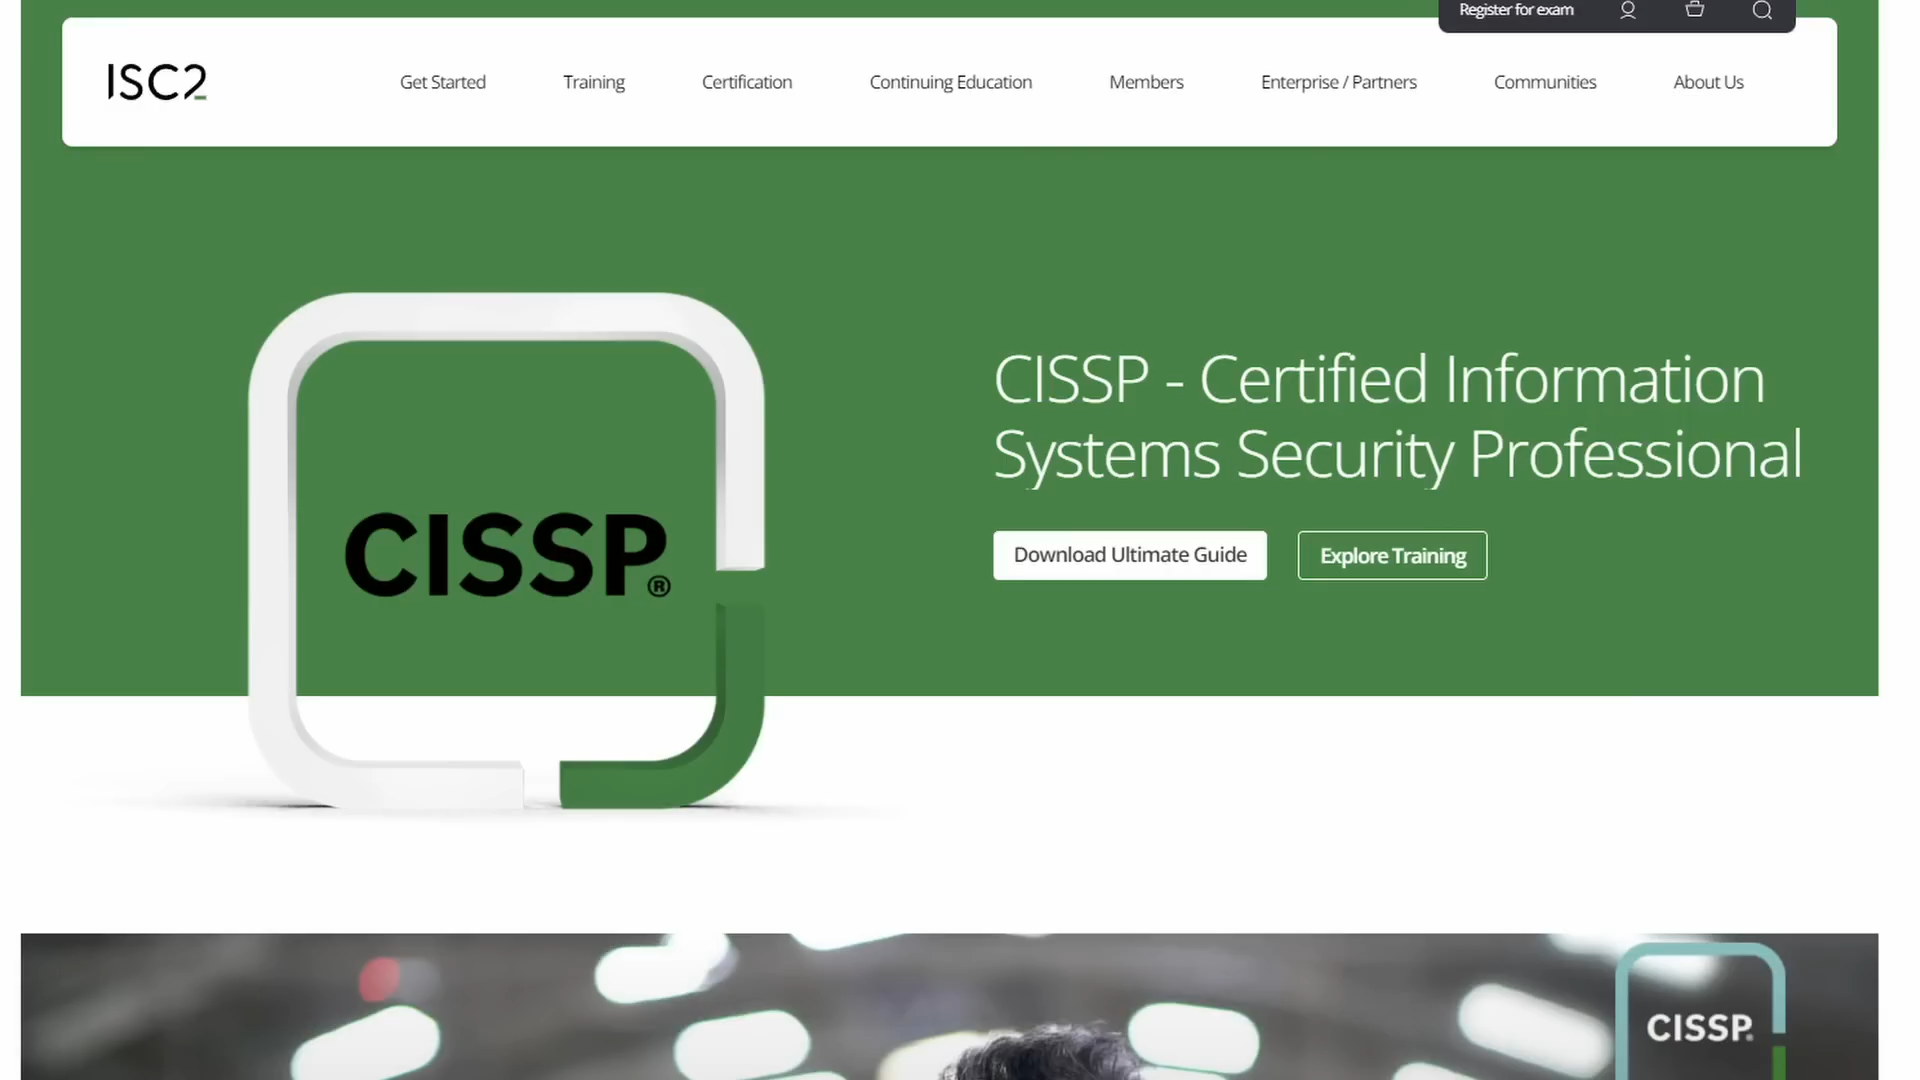 Register for exam
ISC2
Get Started
Training
Certification
Continuing Education
Members
Enterprise / Partners
Communities
About Us
CISSP - Certified Information
Systems Security Professional
Download Ultimate Guide
Explore Training
CISSP®
CISSP